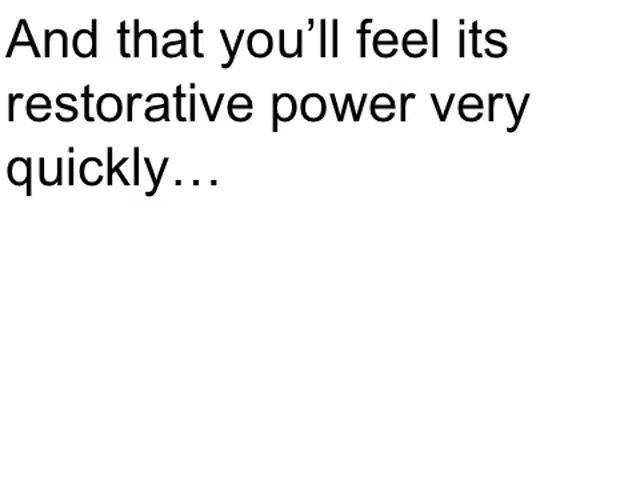 And that you’ll feel its
restorative power very
quickly…